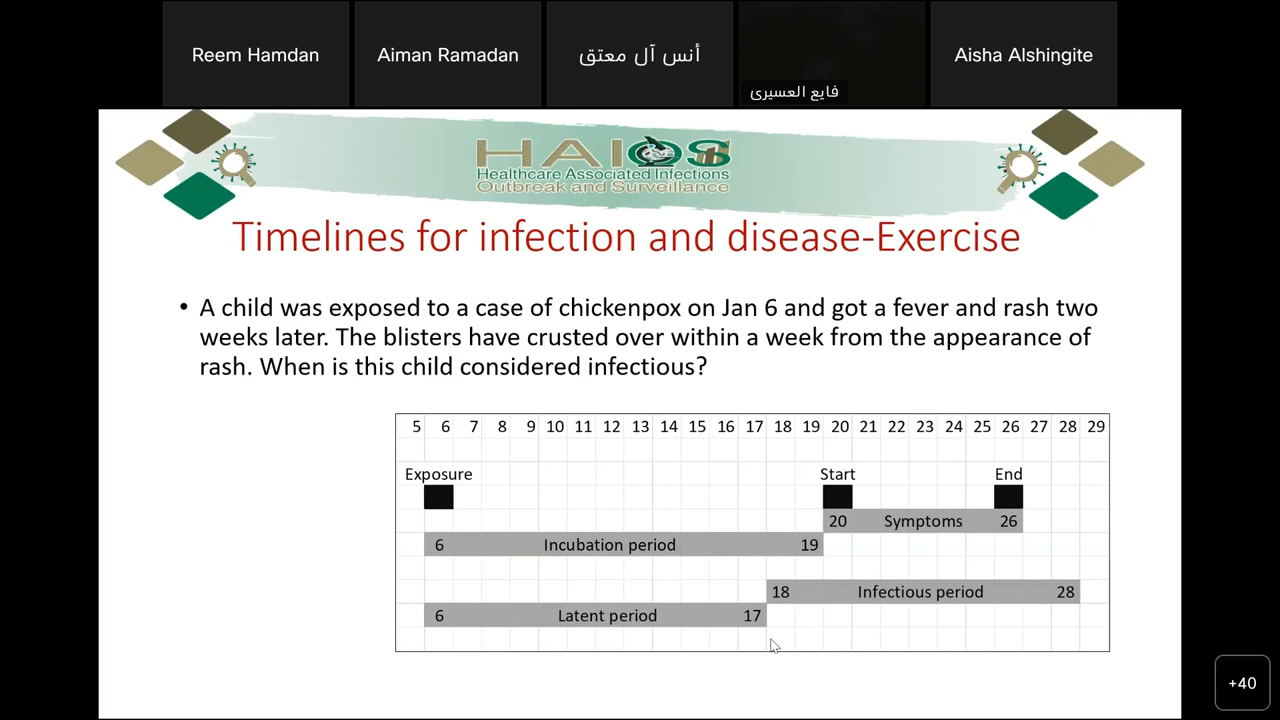 Reem Hamdan
Aiman Ramadan
أنس آل معتق
فايع العسيرى
Aisha Alshingite
HAIOS
Healthcare Associated Infections
Outbreak and Surveillance
Timelines for infection and disease-Exercise
• A child was exposed to a case of chickenpox on Jan 6 and got a fever and rash two
weeks later. The blisters have crusted over within a week from the appearance of
rash. When is this child considered infectious?
5 6 7 8 9 10 11 12 13 14 15 16 17 18 19 20 21 22 23 24 25 26 27 28 29
Exposure Start End
20 Symptoms 26
6 Incubation period 19
18 Infectious period 28
6 Latent period 17
+40